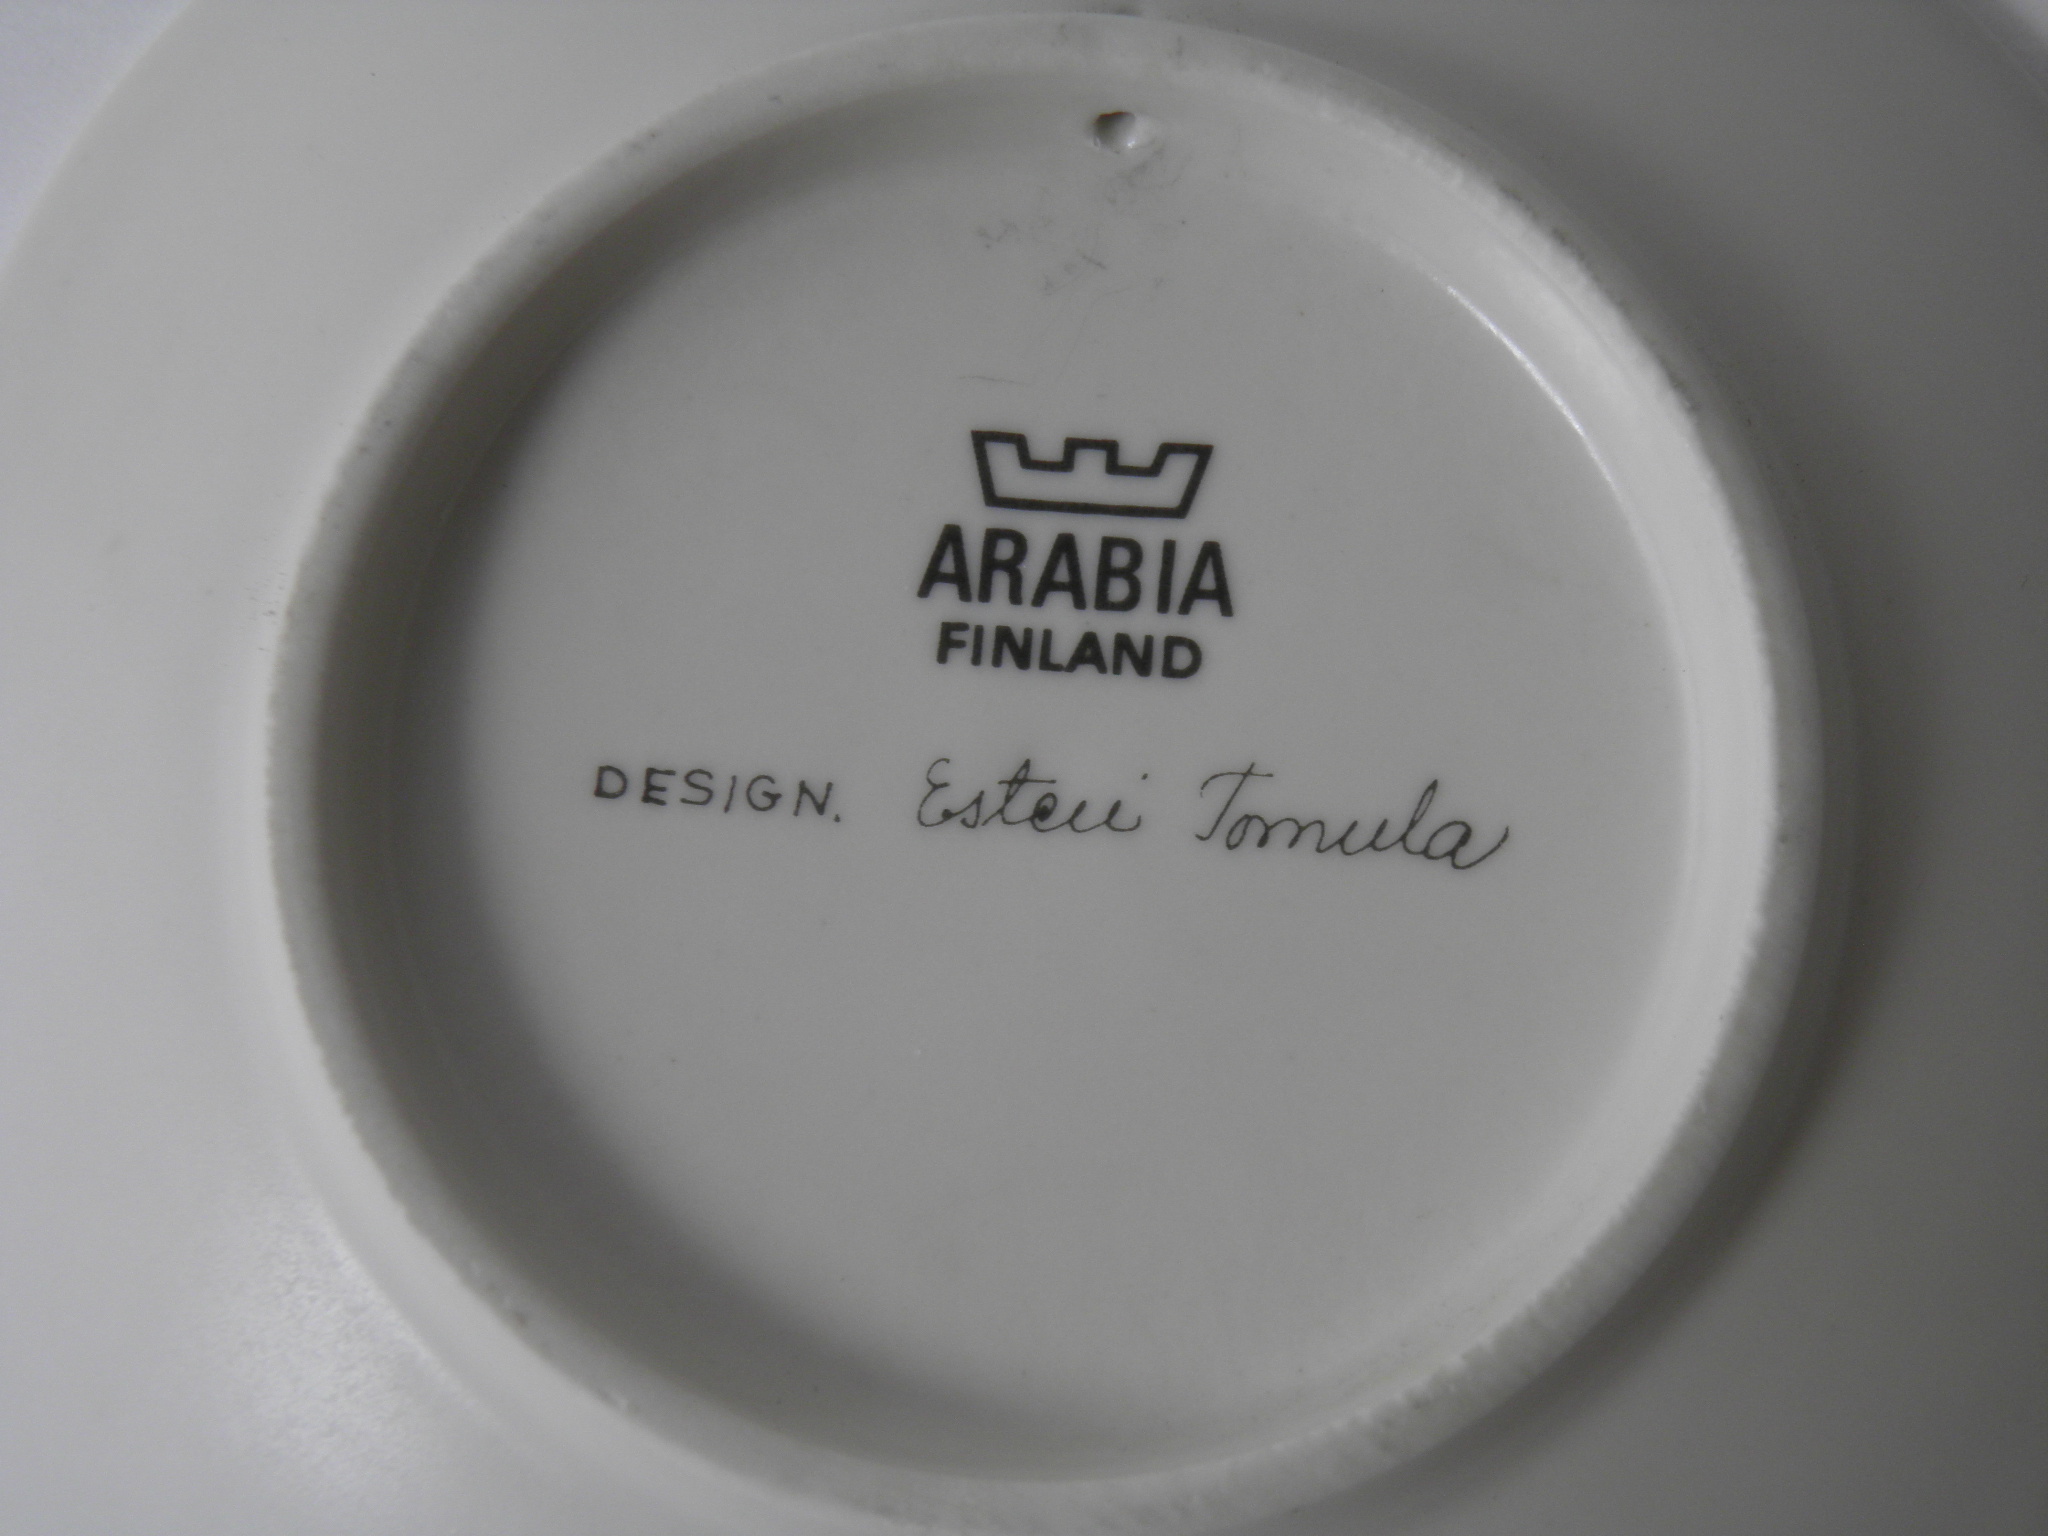 ARABIA
FINLAND
DESIGN. Esteri Tomula